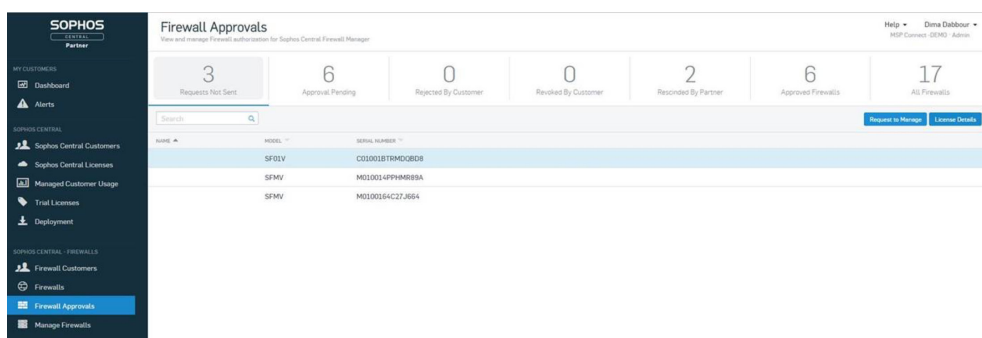 SOPHOS
CENTRAL
Partner
MY CUSTOMERS
Dashboard
Alerts
SOPHOS CENTRAL
Sophos Central Customers
Sophos Central Licenses
Managed Customer Usage
Trial Licenses
Deployment
SOPHOS CENTRAL - FIREWALLS
Firewall Customers
Firewalls
Firewall Approvals
Manage Firewalls
Firewall Approvals
View and manage Firewall authorization for Sophos Central Firewall Manager
Help
Dima Dabbour
MSP Connect -DEMO - Admin
3 6 0 0 2 6 17
Requests Not Sent Approval Pending Rejected By Customer Revoked By Customer Rescinded By Partner Approved Firewalls All Firewalls
Search
Request to Manage License Details
NAME MODEL SERIAL NUMBER
SF01V C01001BTRMDQBD8
SFMV M010014PPHMR89A
SFMV M0100164C27J664